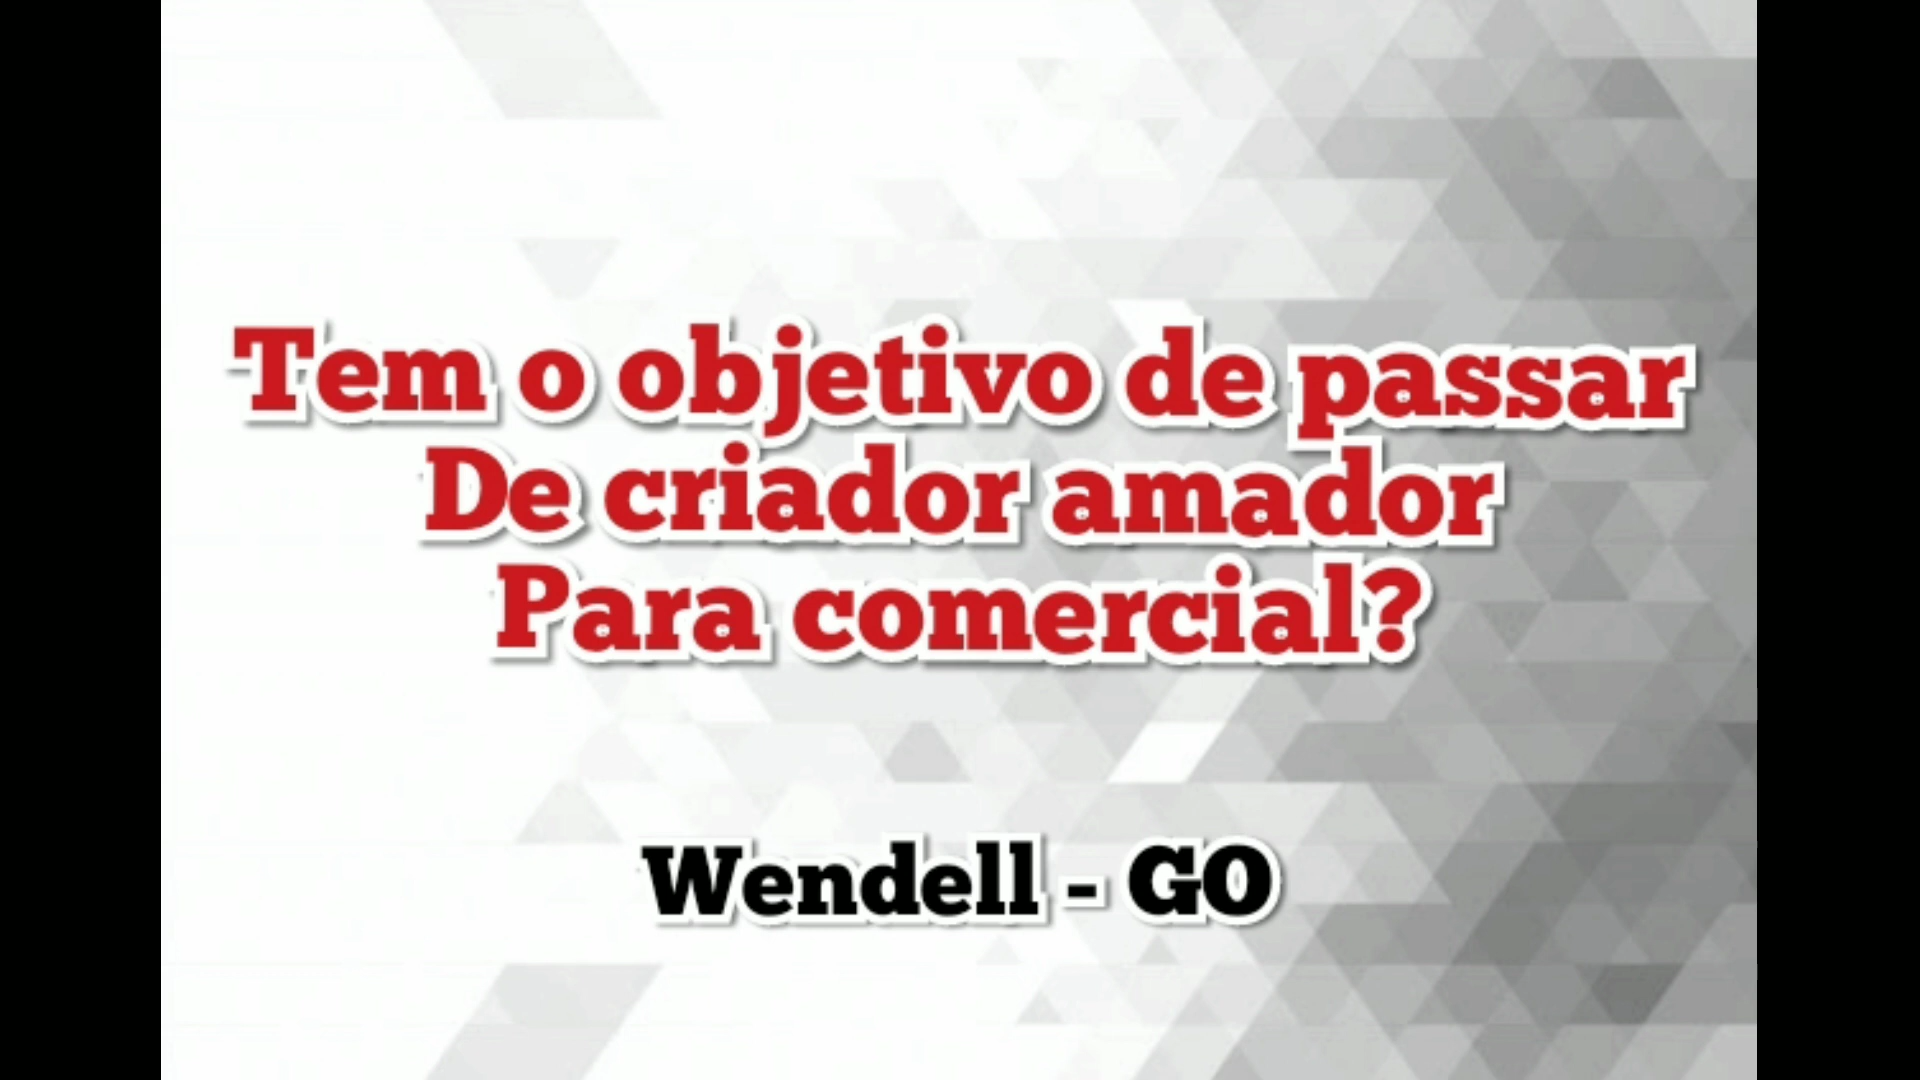 Tem o objetivo de passar
De criador amador
Para comercial?
Wendell - GO